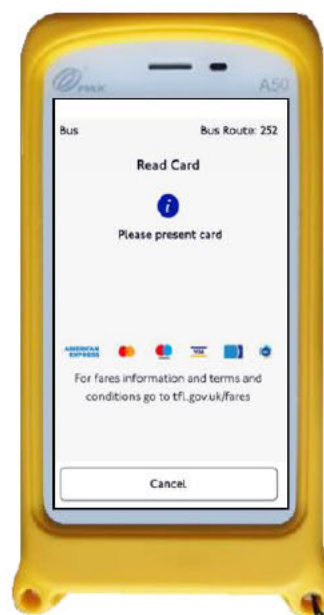 A50
Bus Bus Route: 252
Read Card
Please present card
AMERICAN EXPRESS
VISA
For fares information and terms and
conditions go to tfl.gov.uk/fares
Cancel